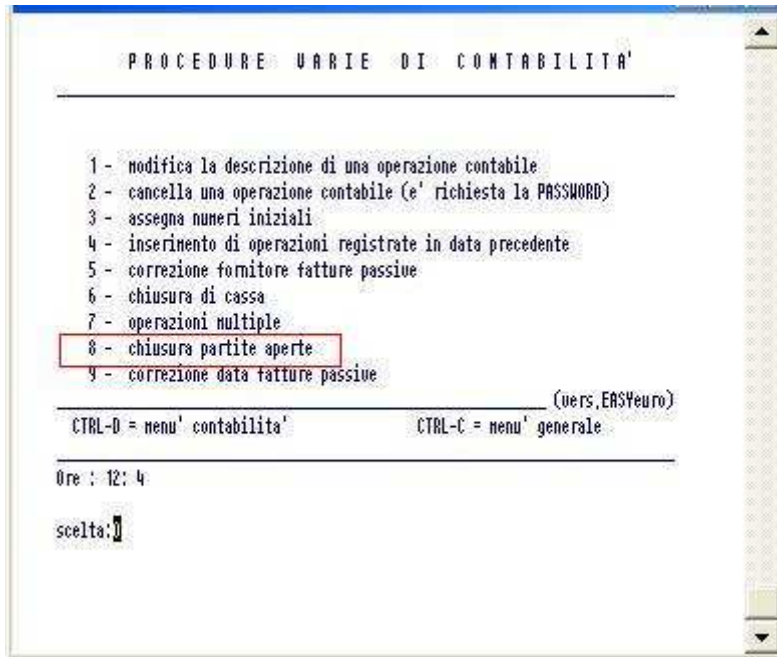 PROCEDURE VARIE DI CONTABILITA'
1 - modifica la descrizione di una operazione contabile
2 - cancella una operazione contabile (e' richiesta la PASSWORD)
3 - assegna numeri iniziali
4 - inserimento di operazioni registrate in data precedente
5 - correzione fornitore fatture passive
6 - chiusura di cassa
7 - operazioni multiple
8 - chiusura partite aperte
9 - correzione data fatture passive
(vers,EASYeuro)
CTRL-D = menu' contabilita' CTRL-C = menu' generale
Ore : 12: 4
scelta: